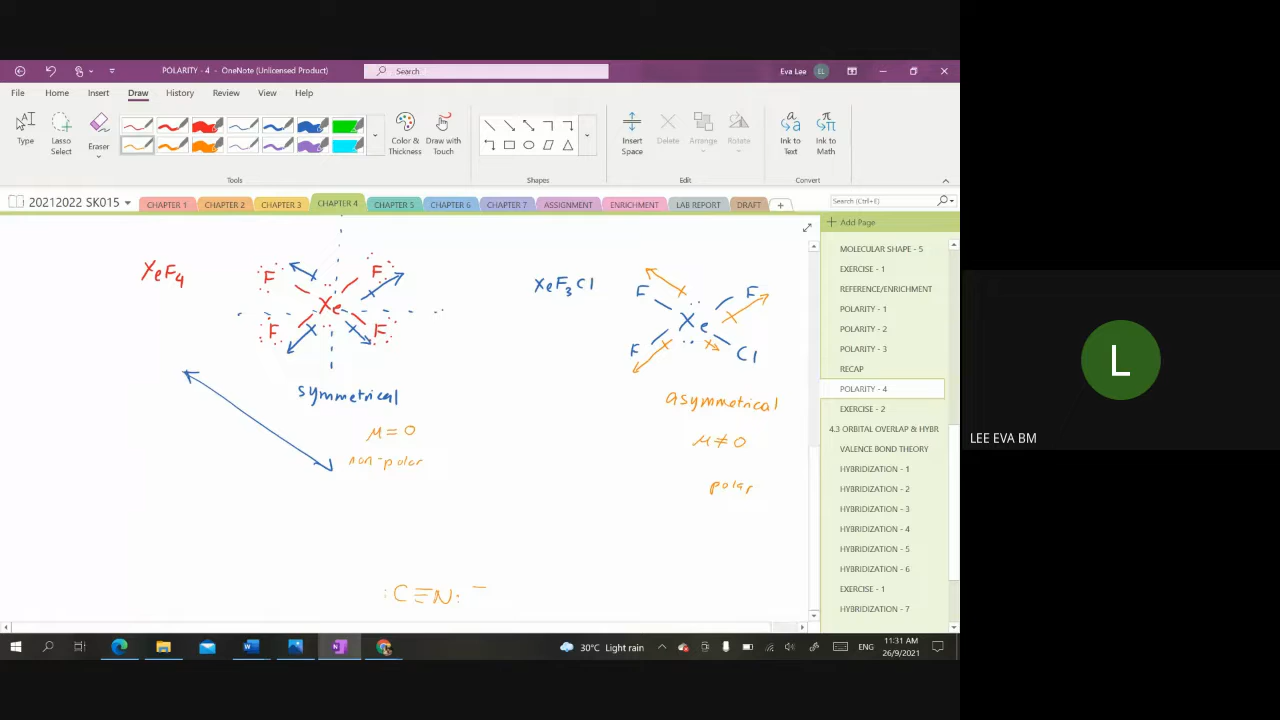 POLARITY - 4 - OneNote (Unlicensed Product)
Search
Eva Lee
EL
File
Home
Insert
Draw
History
Review
View
Help
Type
Lasso Select
Eraser
Color & Thickness
Draw with Touch
Insert Space
Delete
Arrange
Rotate
Ink to Text
Ink to Math
Tools
Shapes
Edit
Convert
20212022 SK015
CHAPTER 1
CHAPTER 2
CHAPTER 3
CHAPTER 4
CHAPTER 5
CHAPTER 6
CHAPTER 7
ASSIGNMENT
ENRICHMENT
LAB REPORT
DRAFT
Search (Ctrl+E)
Add Page
MOLECULAR SHAPE - 5
EXERCISE - 1
REFERENCE/ENRICHMENT
POLARITY - 1
POLARITY - 2
POLARITY - 3
RECAP
POLARITY - 4
EXERCISE - 2
4.3 ORBITAL OVERLAP & HYBR
VALENCE BOND THEORY
HYBRIDIZATION - 1
HYBRIDIZATION - 2
HYBRIDIZATION - 3
HYBRIDIZATION - 4
HYBRIDIZATION - 5
HYBRIDIZATION - 6
EXERCISE - 1
HYBRIDIZATION - 7
XeF4
F F
Xe
F F
symmetrical
μ = 0
non-polar
XeF3Cl
F F
Xe
F Cl
asymmetrical
μ ≠ 0
polar
:C≡N: −
L
LEE EVA BM
30°C Light rain
ENG
11:31 AM
26/9/2021